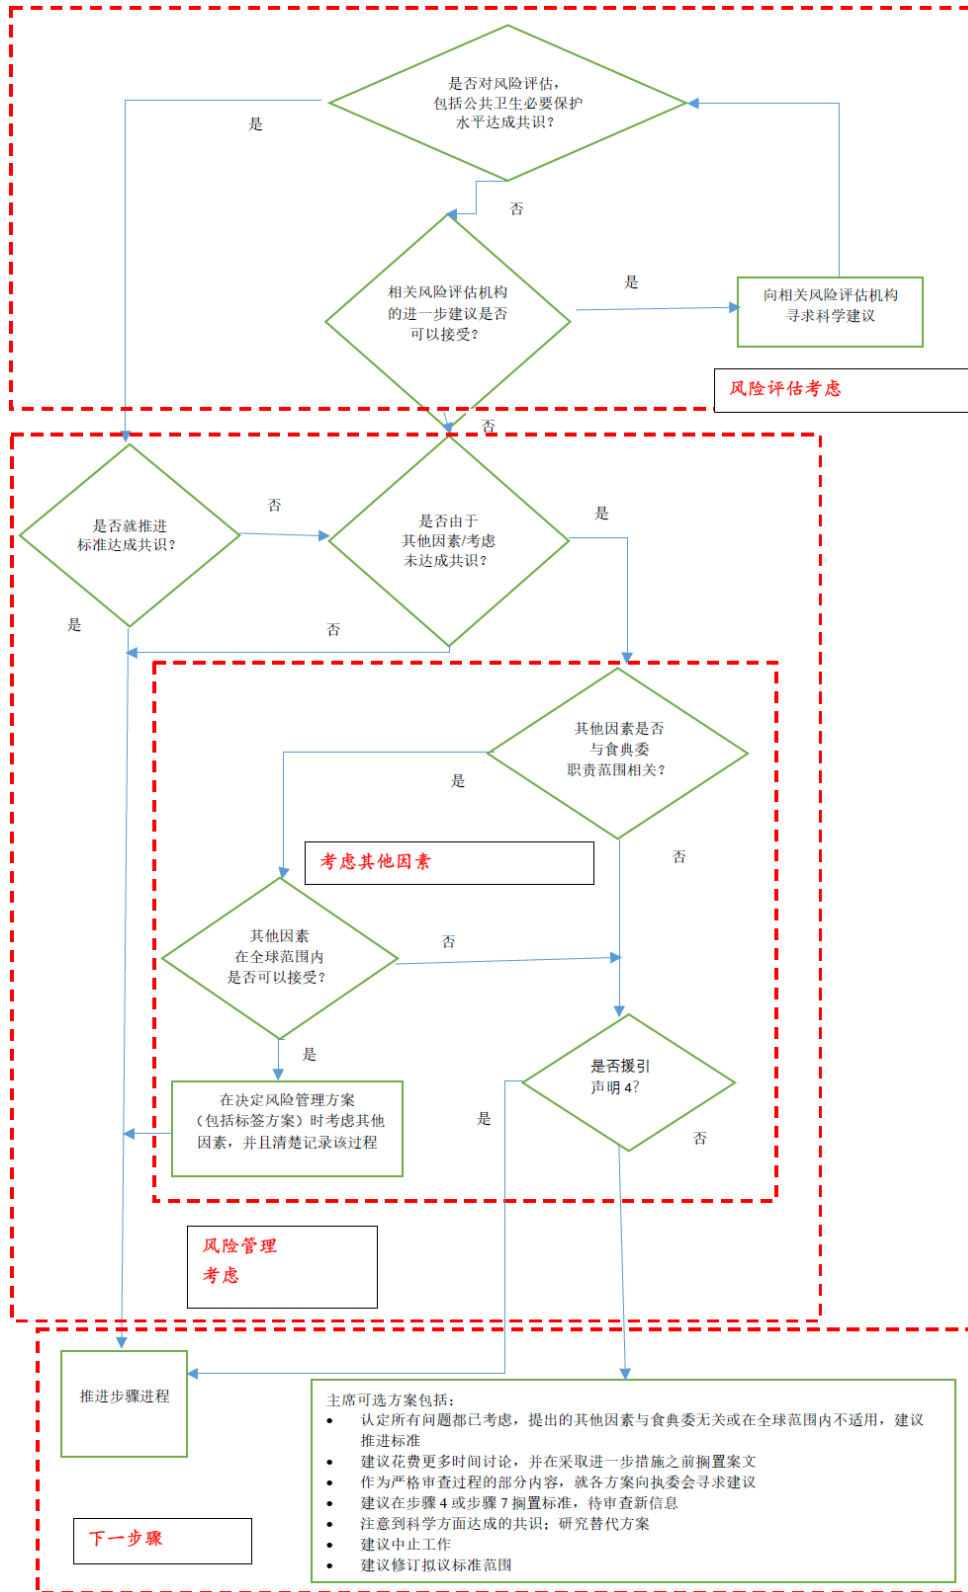 是否对风险评估，
包括公共卫生必要保护
水平达成共识？
是
否
相关风险评估机构
的进一步建议是否
可以接受？
是
向相关风险评估机构
寻求科学建议
风险评估考虑
否
是否就推进
标准达成共识？
否
是否由于
其他因素/考虑
未达成共识？
是
是
否
其他因素是否
与食典委
职责范围相关？
是
考虑其他因素
否
其他因素
在全球范围内
是否可以接受？
否
是
是否援引
声明 4？
在决定风险管理方案
（包括标签方案）时考虑其他
因素，并且清楚记录该过程
是
否
风险管理
考虑
推进步骤进程
主席可选方案包括：
• 认定所有问题都已考虑，提出的其他因素与食典委无关或在全球范围内不适用，建议
推进标准
• 建议花费更多时间讨论，并在采取进一步措施之前搁置案文
• 作为严格审查过程的部分内容，就各方案向执委会寻求建议
• 建议在步骤 4 或步骤 7 搁置标准，待审查新信息
• 注意到科学方面达成的共识；研究替代方案
• 建议中止工作
• 建议修订拟议标准范围
下一步骤